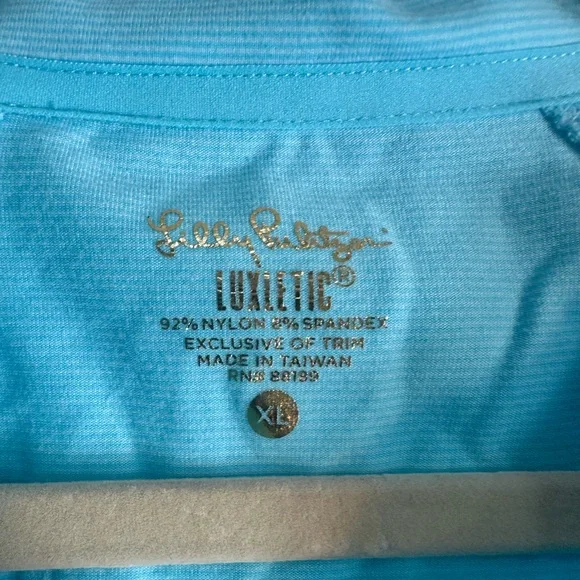 Lilly Pulitzer
LUXLETIC®
92% NYLON 8% SPANDEX
EXCLUSIVE OF TRIM
MADE IN TAIWAN
RN# 88199
XL